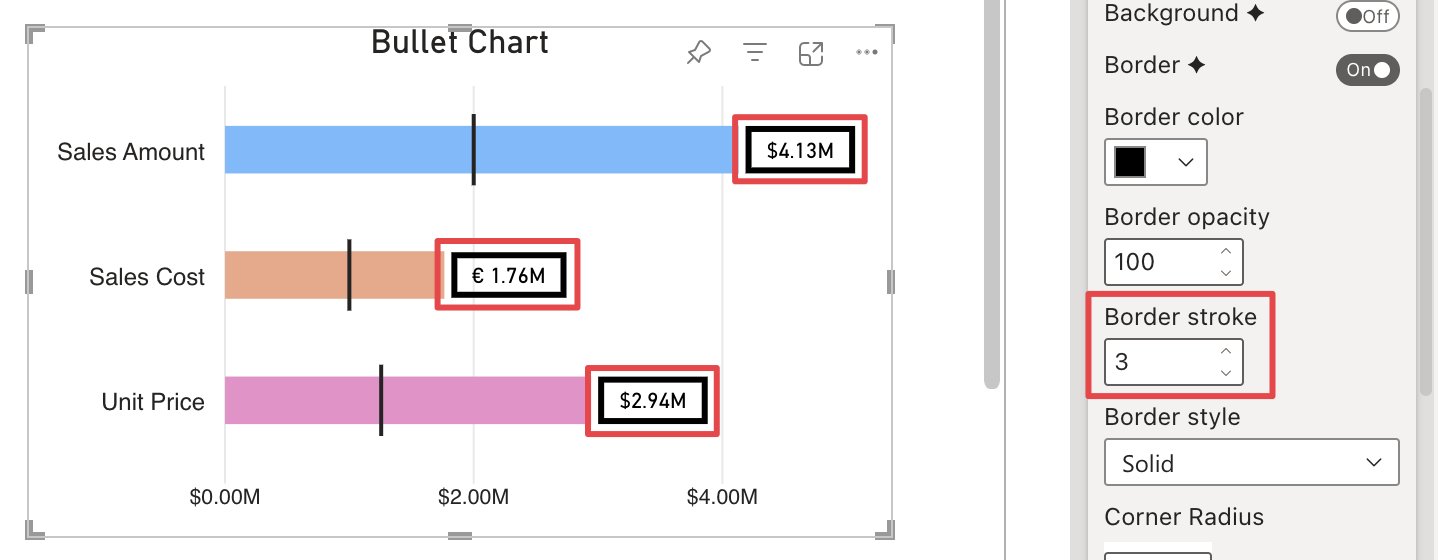 Bullet Chart
Sales Amount
$4.13M
Sales Cost
€ 1.76M
Unit Price
$2.94M
$0.00M
$2.00M
$4.00M
Background
Off
Border
On
Border color
Border opacity
100
Border stroke
3
Border style
Solid
Corner Radius